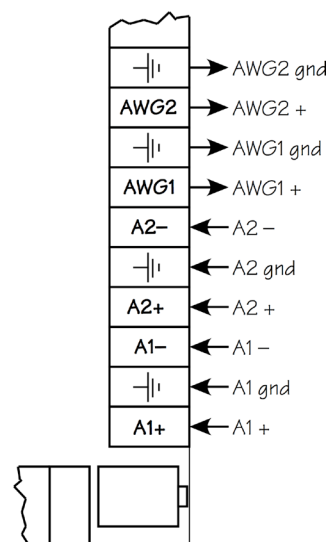 AWG2 gnd
AWG2 AWG2 +
AWG1 gnd
AWG1 AWG1 +
A2− A2 −
A2 gnd
A2+ A2 +
A1− A1 −
A1 gnd
A1+ A1 +